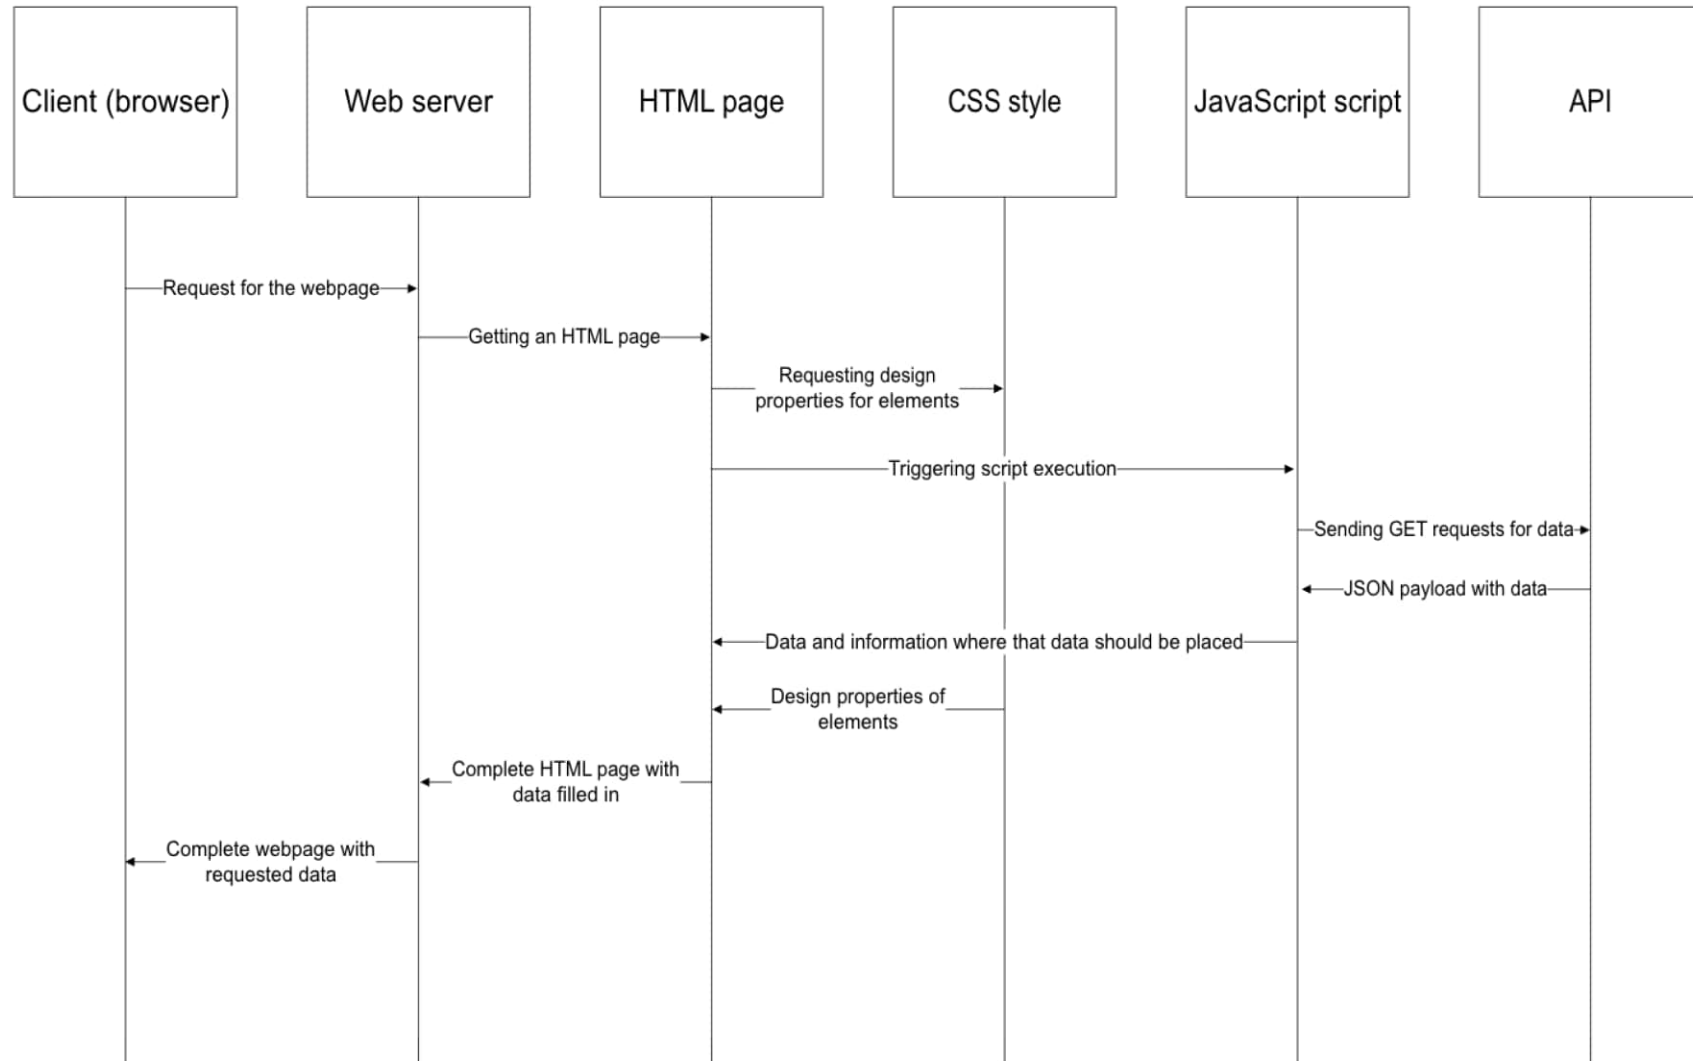 Client (browser)
Web server
HTML page
CSS style
JavaScript script
API
Request for the webpage
Getting an HTML page
Requesting design
properties for elements
Triggering script execution
Sending GET requests for data
JSON payload with data
Data and information where that data should be placed
Design properties of
elements
Complete HTML page with
data filled in
Complete webpage with
requested data